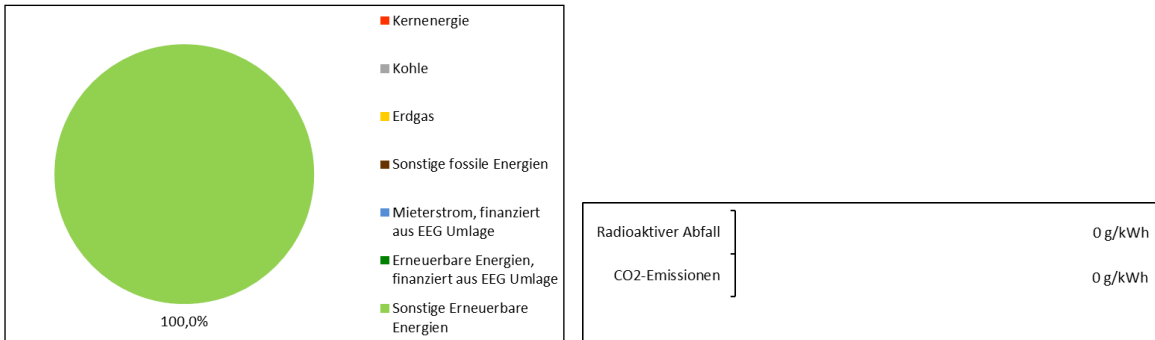 Kernenergie
Kohle
Erdgas
Sonstige fossile Energien
Mieterstrom, finanziert
aus EEG Umlage
Erneuerbare Energien,
finanziert aus EEG Umlage
Sonstige Erneuerbare
Energien
100,0%
Radioaktiver Abfall 0 g/kWh
CO2-Emissionen 0 g/kWh